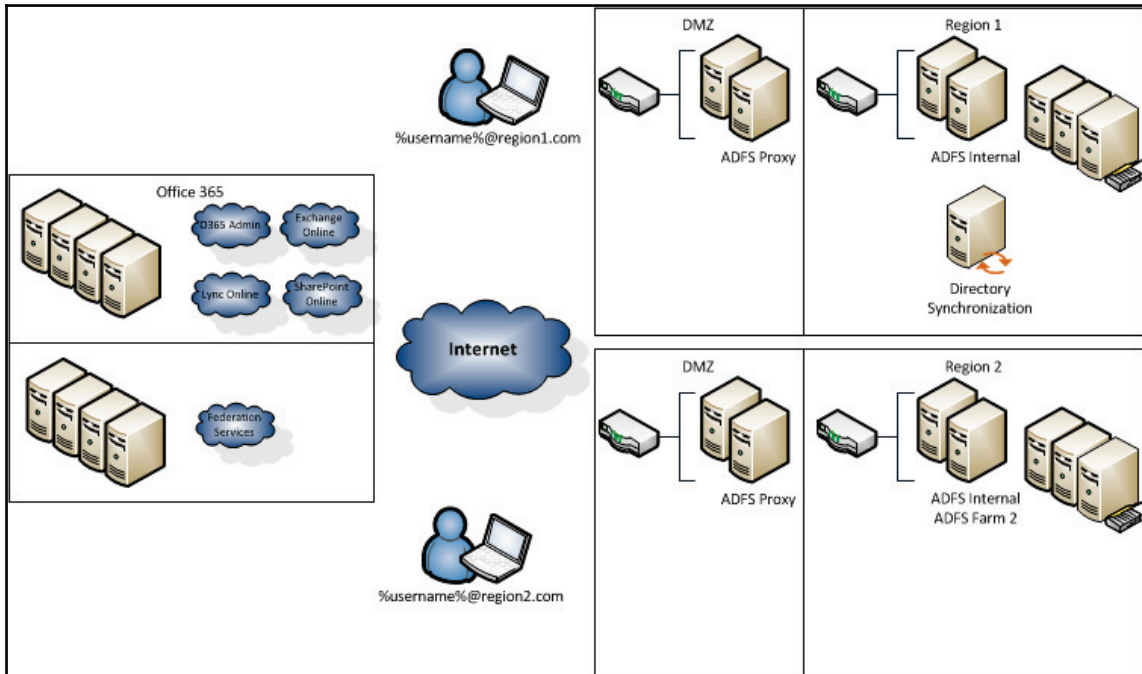 DMZ
Region 1
%username%@region1.com
ADFS Proxy
ADFS Internal
Office 365
O365 Admin
Exchange
Online
Lync Online
SharePoint
Online
Directory
Synchronization
Internet
DMZ
Region 2
Federation
Services
ADFS Proxy
ADFS Internal
ADFS Farm 2
%username%@region2.com